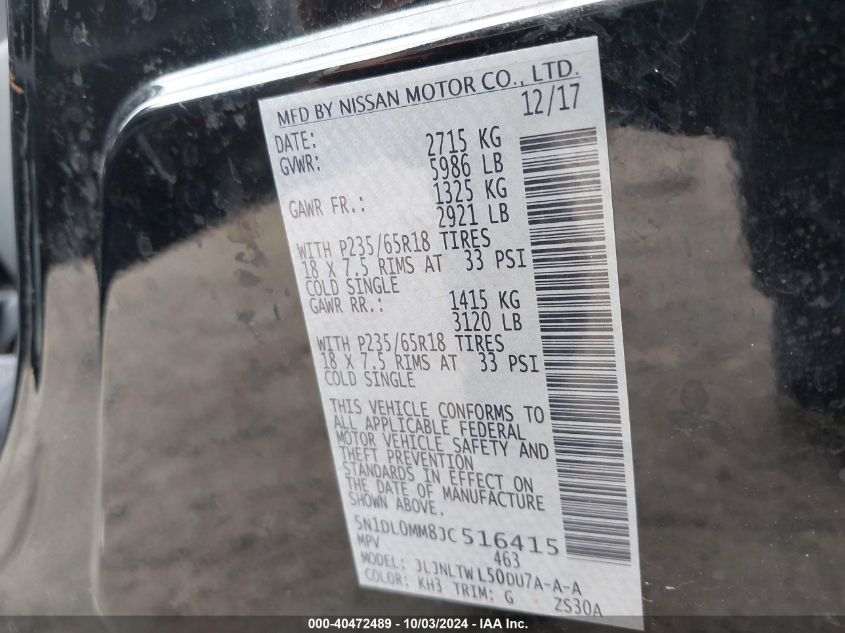 MFD BY NISSAN MOTOR CO., LTD.
DATE: 12/17
GVWR: 2715 KG
5986 LB
GAWR FR.: 1325 KG
2921 LB
WITH P235/65R18 TIRES
18 X 7.5 RIMS AT 33 PSI
COLD SINGLE
GAWR RR.: 1415 KG
3120 LB
WITH P235/65R18 TIRES
18 X 7.5 RIMS AT 33 PSI
COLD SINGLE
THIS VEHICLE CONFORMS TO
ALL APPLICABLE FEDERAL
MOTOR VEHICLE SAFETY AND
THEFT PREVENTION
STANDARDS IN EFFECT ON
THE DATE OF MANUFACTURE
SHOWN ABOVE.
5N1DL0MM8JC516415
MPV 463
MODEL: JLJNLTWL50DU7A-A-A
COLOR: KH3 TRIM: G ZS30A
000-40472489 - 10/03/2024 - IAA Inc.